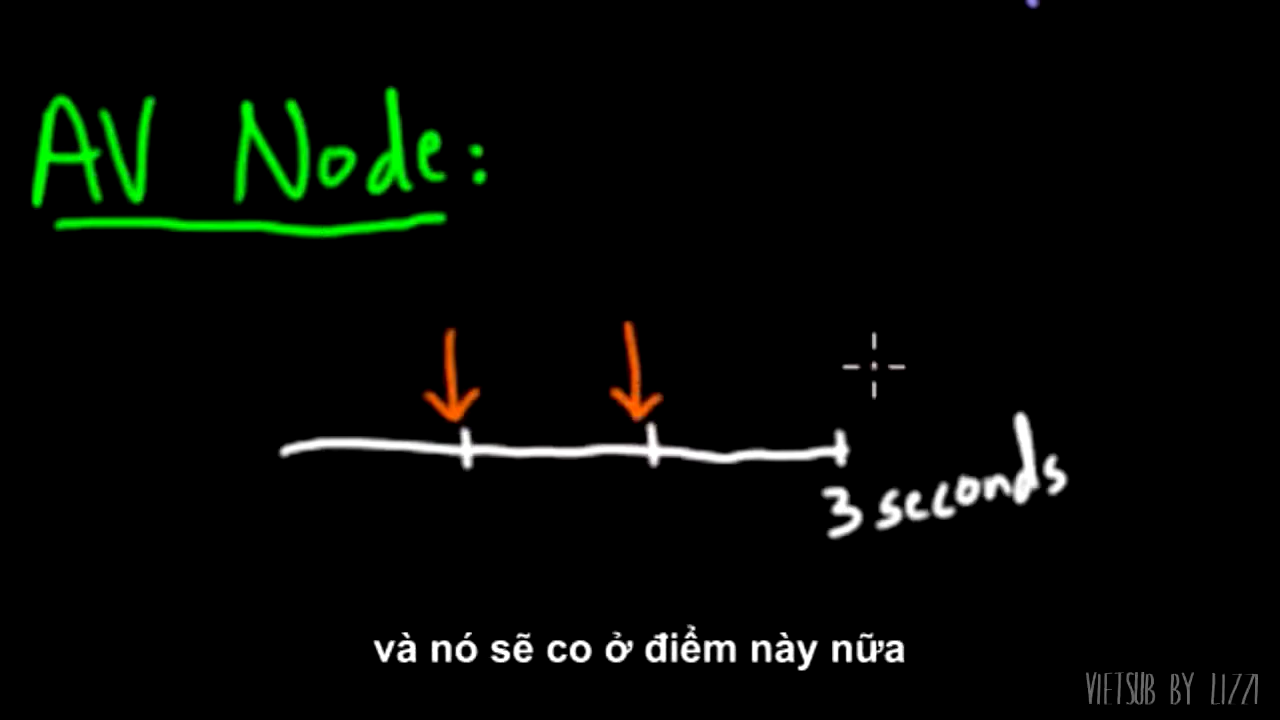 AV Node:
3 seconds
và nó sẽ co ở điểm này nữa
VIETSUB BY LIZZI